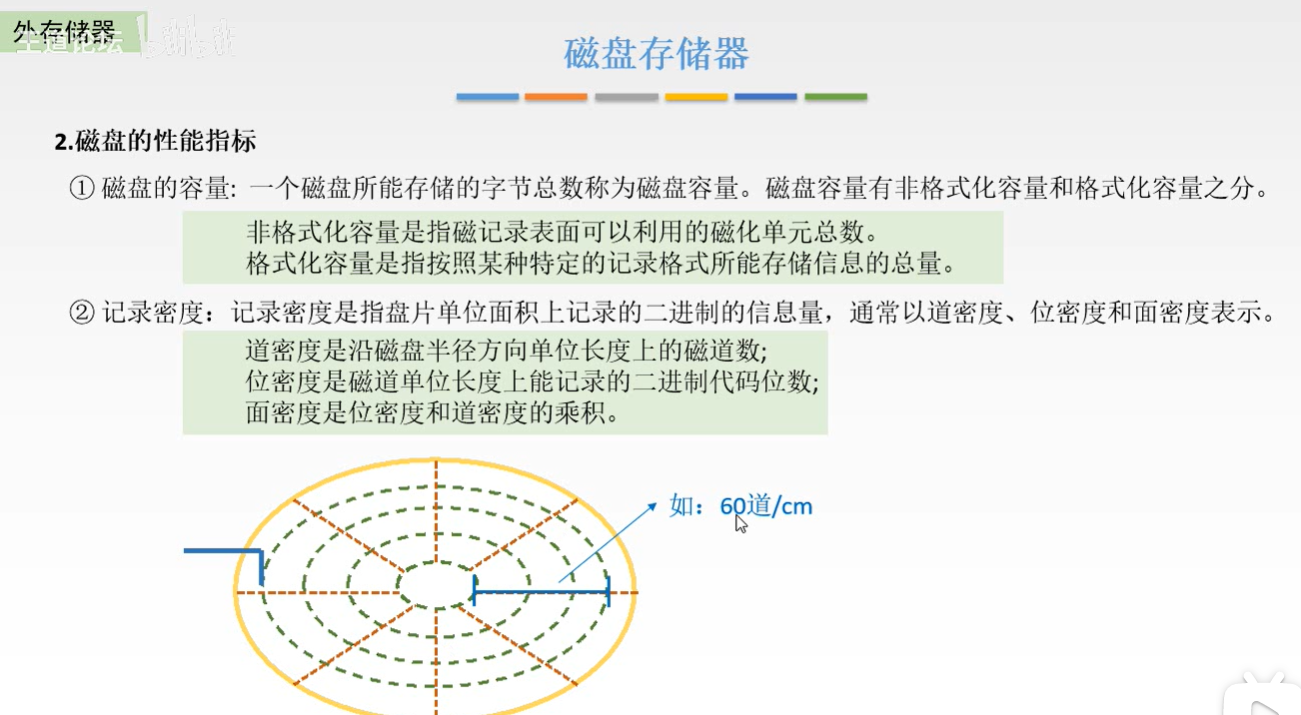 外存储器
王道论坛
bilibili
磁盘存储器
2.磁盘的性能指标
① 磁盘的容量: 一个磁盘所能存储的字节总数称为磁盘容量。磁盘容量有非格式化容量和格式化容量之分。
非格式化容量是指磁记录表面可以利用的磁化单元总数。
格式化容量是指按照某种特定的记录格式所能存储信息的总量。
② 记录密度：记录密度是指盘片单位面积上记录的二进制的信息量，通常以道密度、位密度和面密度表示。
道密度是沿磁盘半径方向单位长度上的磁道数;
位密度是磁道单位长度上能记录的二进制代码位数;
面密度是位密度和道密度的乘积。
如：60道/cm